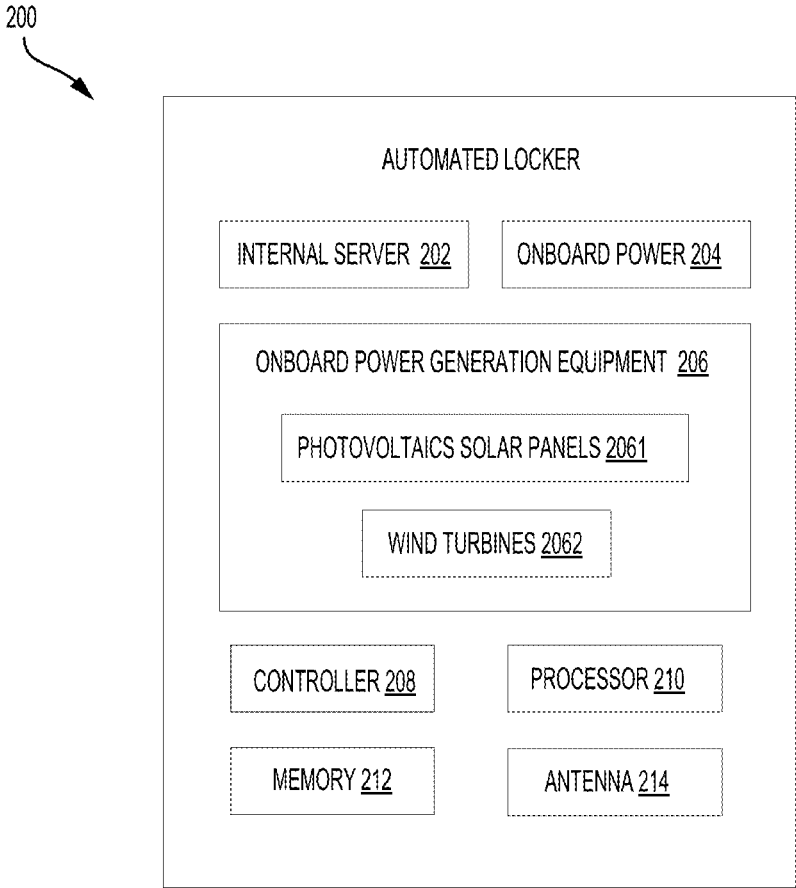 200
AUTOMATED LOCKER
INTERNAL SERVER 202
ONBOARD POWER 204
ONBOARD POWER GENERATION EQUIPMENT 206
PHOTOVOLTAICS SOLAR PANELS 2061
WIND TURBINES 2062
CONTROLLER 208
PROCESSOR 210
MEMORY 212
ANTENNA 214